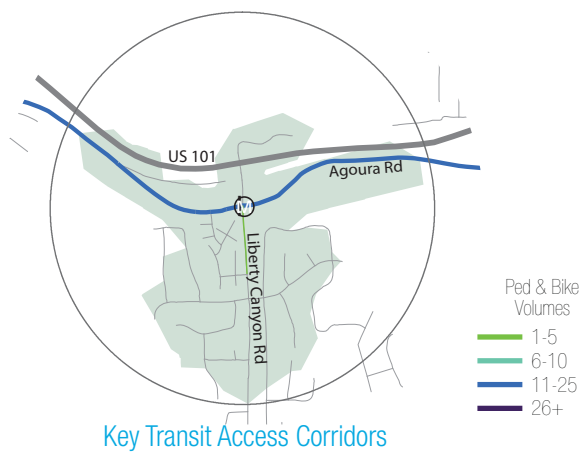 US 101
Agoura Rd
M
Liberty Canyon Rd
Ped & Bike
Volumes
1-5
6-10
11-25
26+
Key Transit Access Corridors